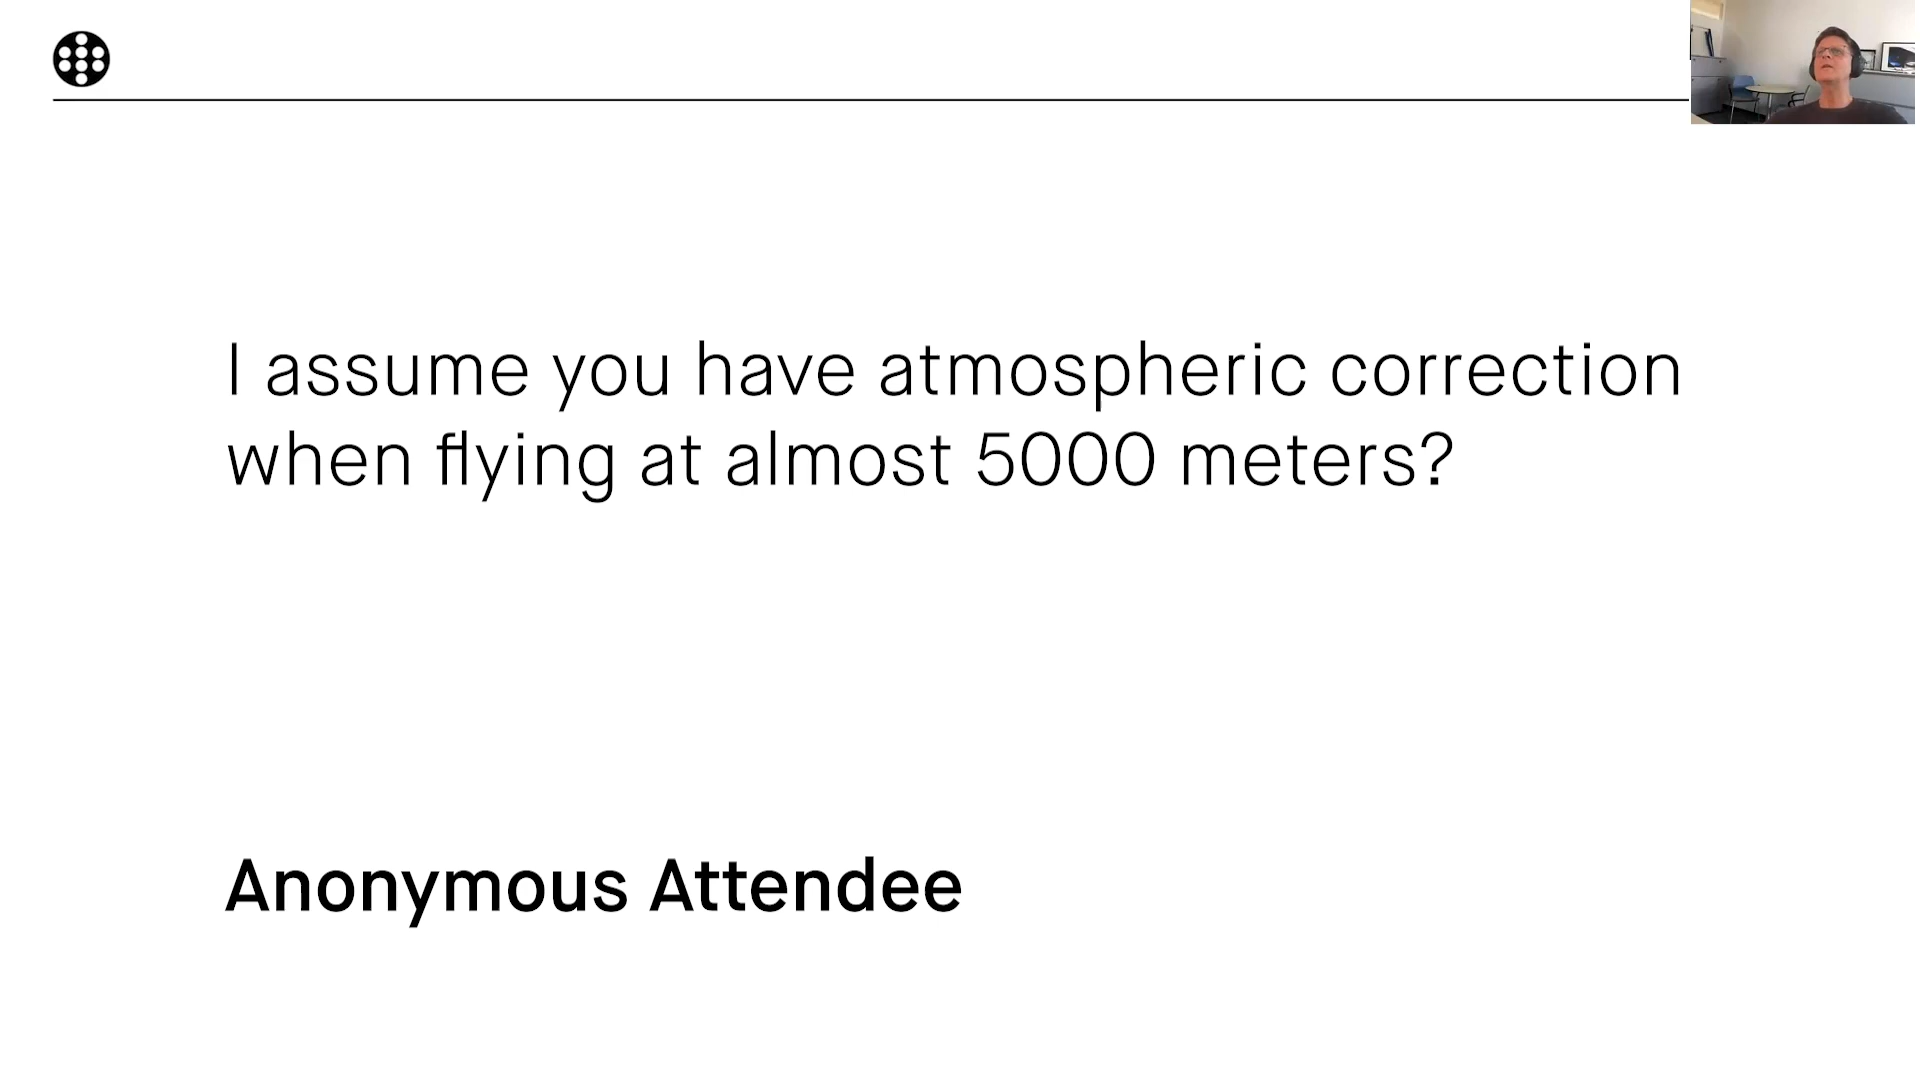 I assume you have atmospheric correction
when flying at almost 5000 meters?
Anonymous Attendee